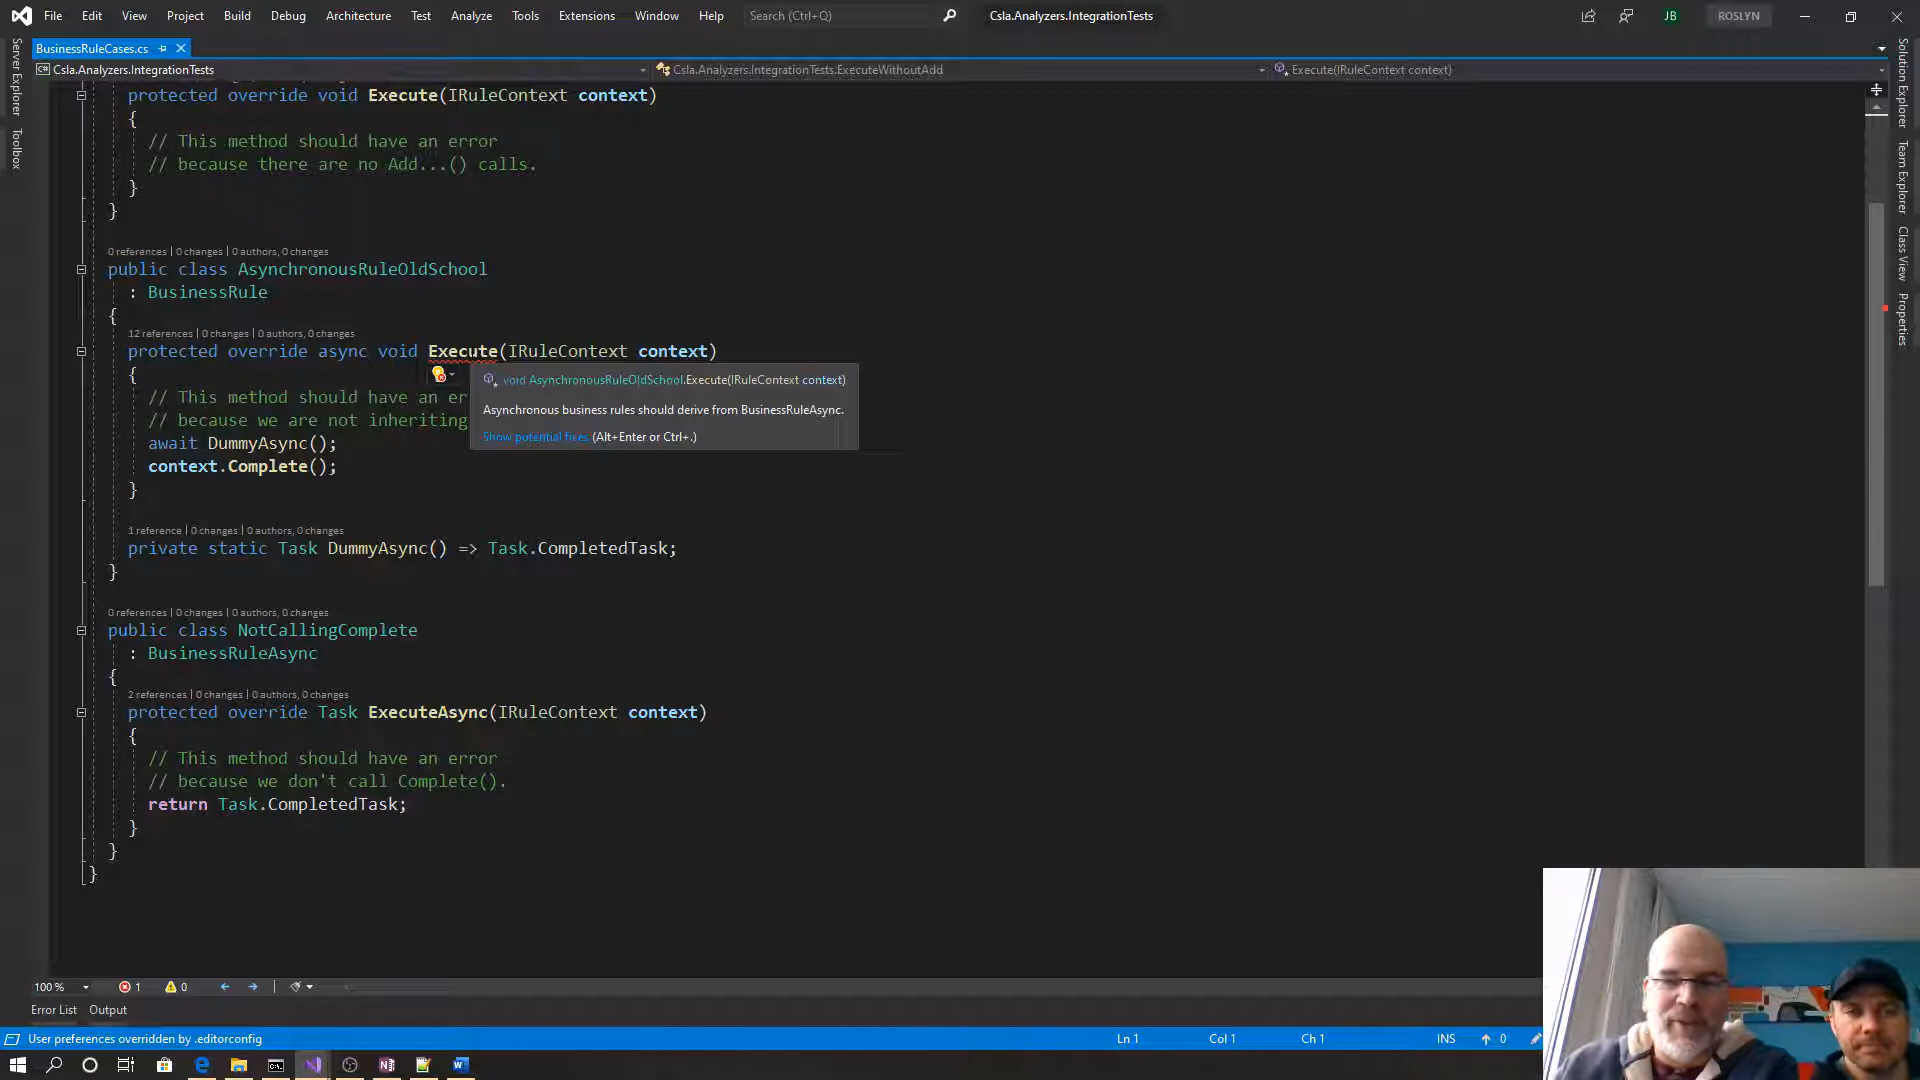 File Edit View Project Build Debug Architecture Test Analyze Tools Extensions Window Help Search (Ctrl+Q) Csla.Analyzers.IntegrationTests JB ROSLYN
BusinessRuleCases.cs
Csla.Analyzers.IntegrationTests Csla.Analyzers.IntegrationTests.ExecuteWithoutAdd Execute(IRuleContext context)
Server Explorer
Toolbox
protected override void Execute(IRuleContext context)
{
// This method should have an error
// because there are no Add...() calls.
}
}
0 references | 0 changes | 0 authors, 0 changes
public class AsynchronousRuleOldSchool
: BusinessRule
{
12 references | 0 changes | 0 authors, 0 changes
protected override async void Execute(IRuleContext context)
{
void AsynchronousRuleOldSchool.Execute(IRuleContext context)
Asynchronous business rules should derive from BusinessRuleAsync.
Show potential fixes (Alt+Enter or Ctrl+.)
// This method should have an er
// because we are not inheriting
await DummyAsync();
context.Complete();
}
1 reference | 0 changes | 0 authors, 0 changes
private static Task DummyAsync() => Task.CompletedTask;
}
0 references | 0 changes | 0 authors, 0 changes
public class NotCallingComplete
: BusinessRuleAsync
{
2 references | 0 changes | 0 authors, 0 changes
protected override Task ExecuteAsync(IRuleContext context)
{
// This method should have an error
// because we don't call Complete().
return Task.CompletedTask;
}
}
}
Solution Explorer
Team Explorer
Class View
Properties
100 % 1 0
Error List Output
User preferences overridden by .editorconfig Ln 1 Col 1 Ch 1 INS 0